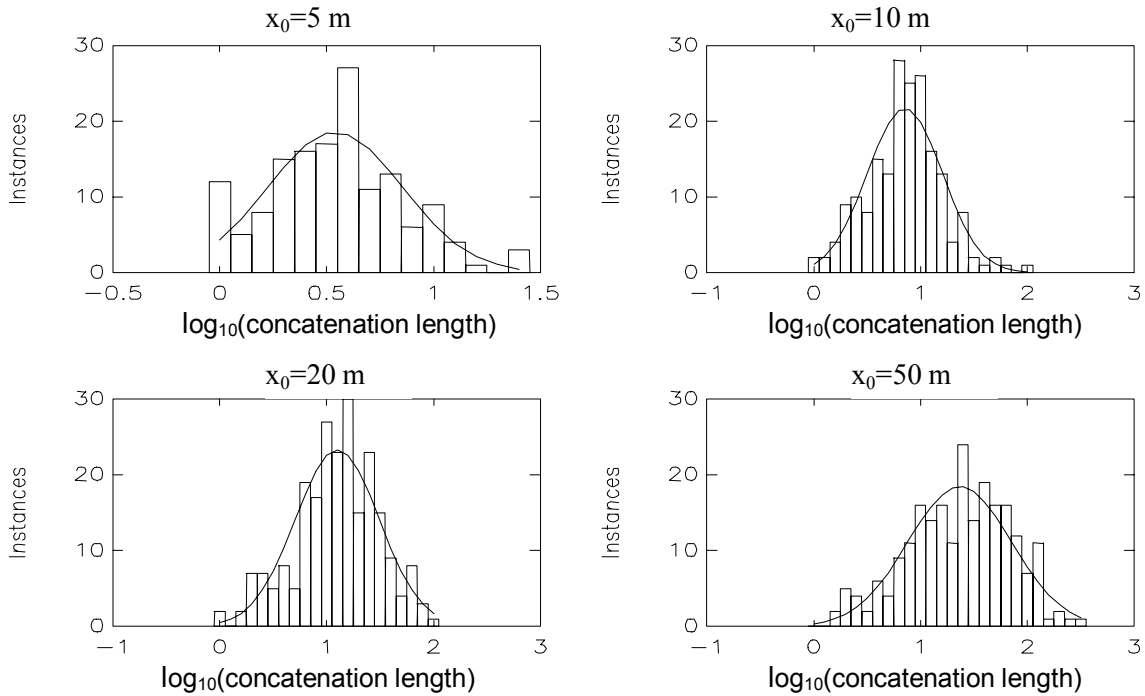 x₀=5 m
30
20
10
0
Instances
−0.5 0 0.5 1 1.5
log₁₀(concatenation length)
x₀=10 m
30
20
10
0
Instances
−1 0 1 2 3
log₁₀(concatenation length)
x₀=20 m
30
20
10
0
Instances
−1 0 1 2 3
log₁₀(concatenation length)
x₀=50 m
30
20
10
0
Instances
−1 0 1 2 3
log₁₀(concatenation length)